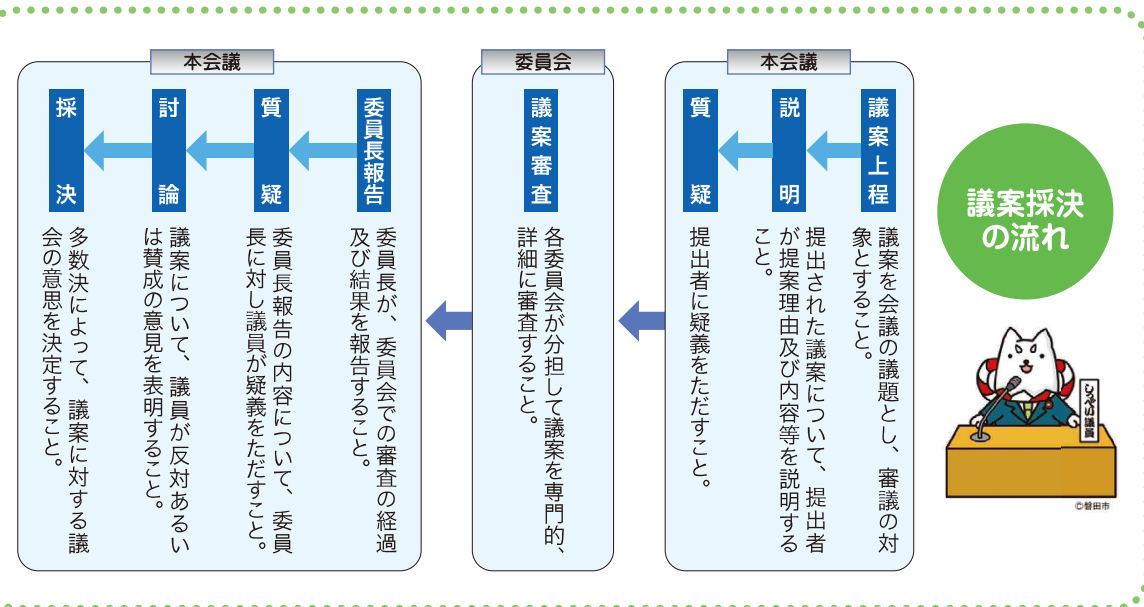 議案採決
の流れ
しっぺい議員
©磐田市
本会議
議案上程
議案を会議の議題とし、審議の対
象とすること。
説明
提出された議案について、提出者
が提案理由及び内容等を説明する
こと。
質疑
提出者に疑義をただすこと。
委員会
議案審査
各委員会が分担して議案を専門的、
詳細に審査すること。
本会議
委員長報告
委員長が、委員会での審査の経過
及び結果を報告すること。
質疑
委員長報告の内容について、委員
長に対し議員が疑義をただすこと。
討論
議案について、議員が反対あるい
は賛成の意見を表明すること。
採決
多数決によって、議案に対する議
会の意思を決定すること。